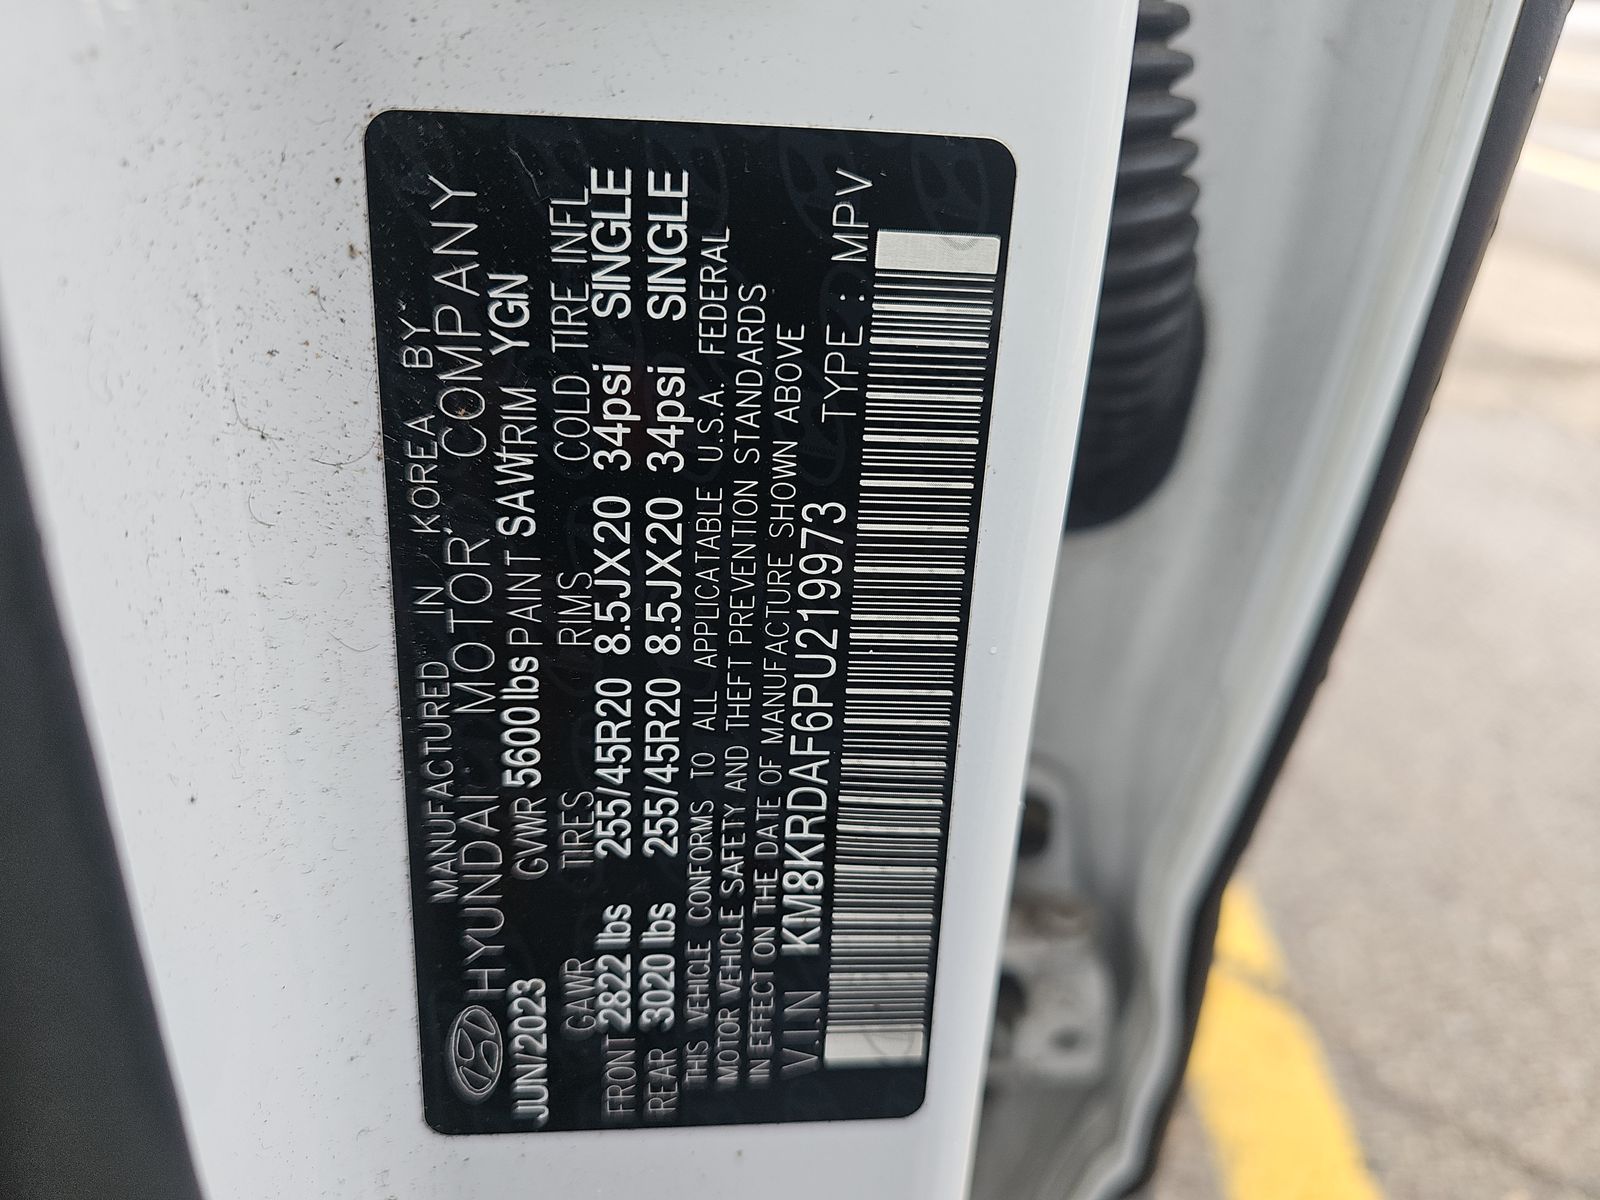 MANUFACTURED IN KOREA BY
HYUNDAI MOTOR COMPANY
JUN/2023 GVWR 5600 lbs PAINT SAW TRIM YGN
GAWR TIRES RIMS COLD TIRE INFL
FRONT 2822 lbs 255/45R20 8.5JX20 34psi SINGLE
REAR 3020 lbs 255/45R20 8.5JX20 34psi SINGLE
THIS VEHICLE CONFORMS TO ALL APPLICATABLE U.S.A. FEDERAL
MOTOR VEHICLE SAFETY AND THEFT PREVENTION STANDARDS
IN EFFECT ON THE DATE OF MANUFACTURE SHOWN ABOVE
V.I.N KM8KRDAF6PU219973 TYPE : MPV